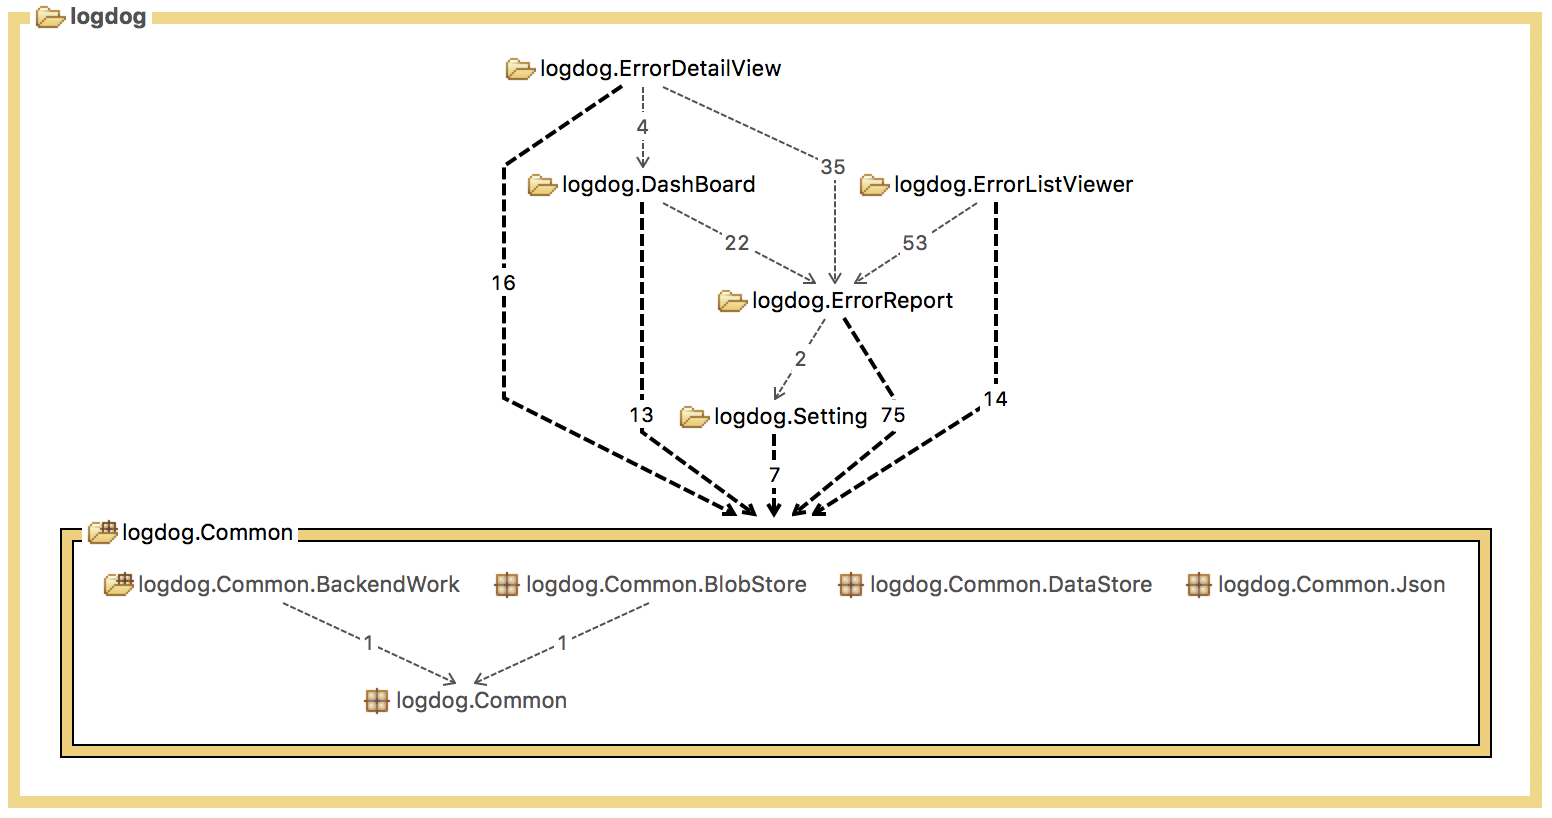 logdog
logdog.ErrorDetailView
4
35
logdog.DashBoard
logdog.ErrorListViewer
22
53
16
logdog.ErrorReport
2
14
13
logdog.Setting
75
7
logdog.Common
logdog.Common.BackendWork
logdog.Common.BlobStore
logdog.Common.DataStore
logdog.Common.Json
1
1
logdog.Common